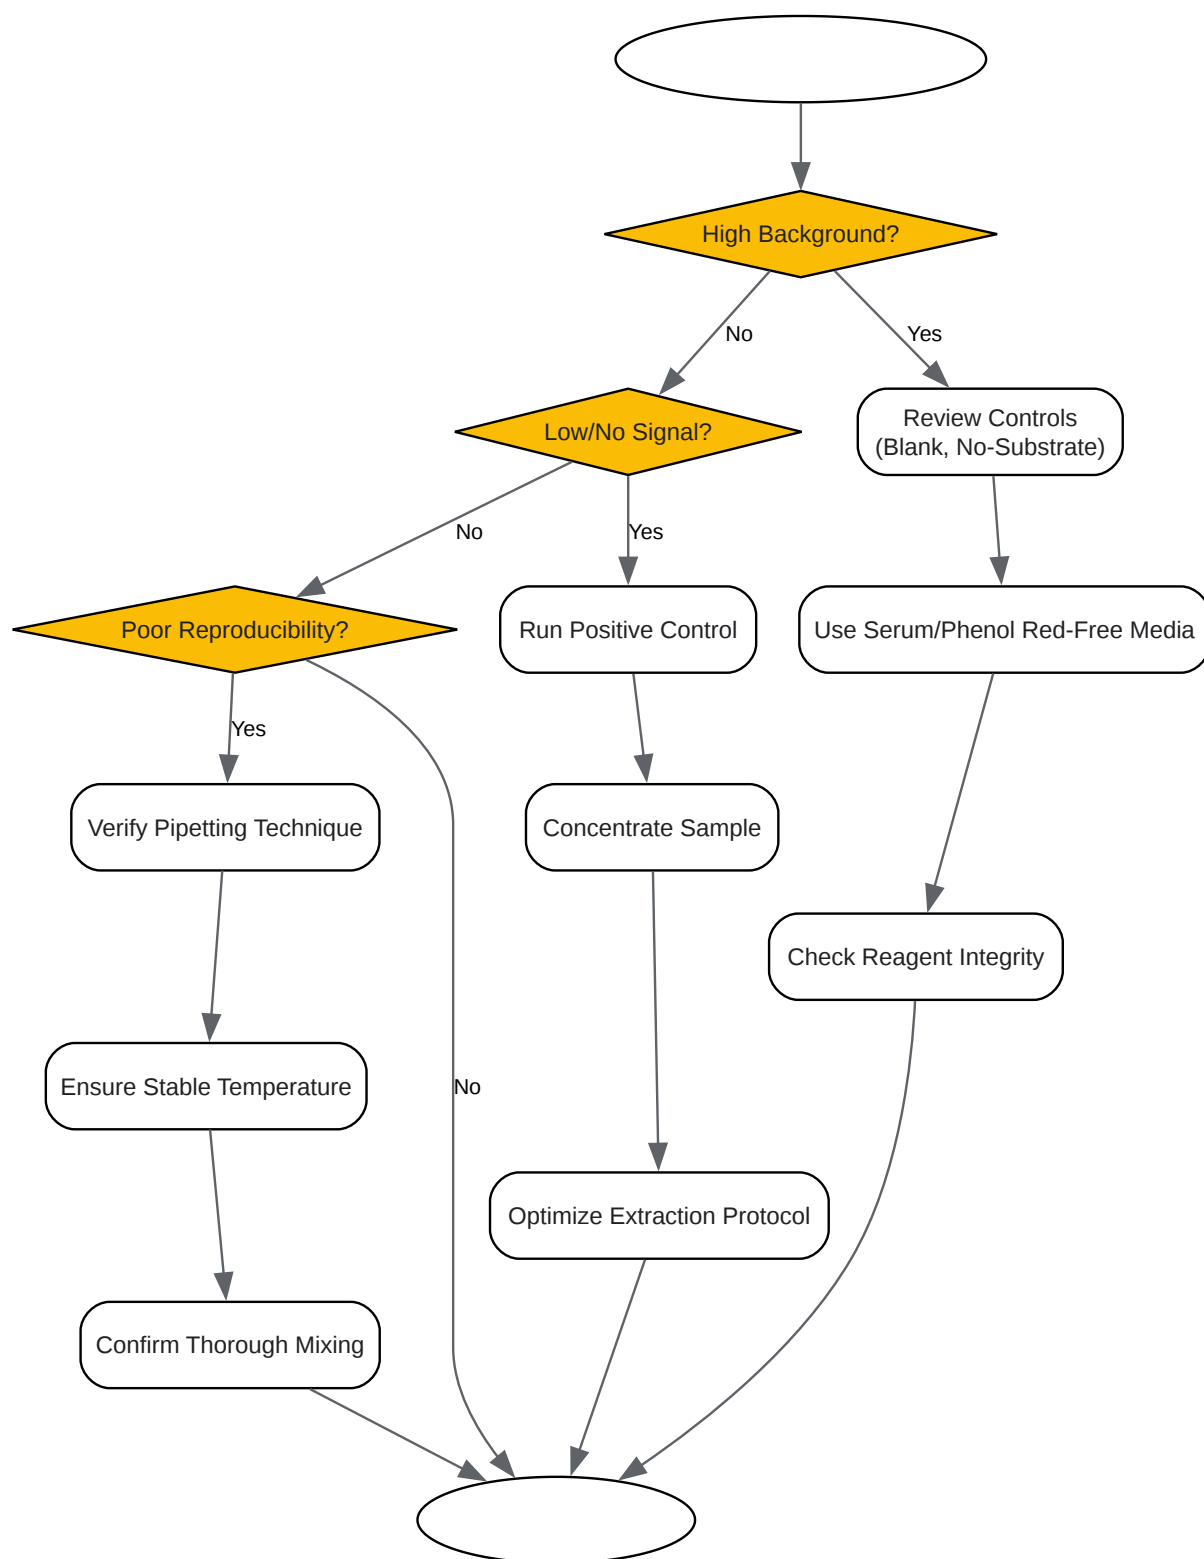 High Background?
No
Yes
Low/No Signal?
Review Controls
(Blank, No-Substrate)
No
Yes
Poor Reproducibility?
Run Positive Control
Use Serum/Phenol Red-Free Media
Yes
Verify Pipetting Technique
Concentrate Sample
Check Reagent Integrity
Ensure Stable Temperature
No
Optimize Extraction Protocol
Confirm Thorough Mixing